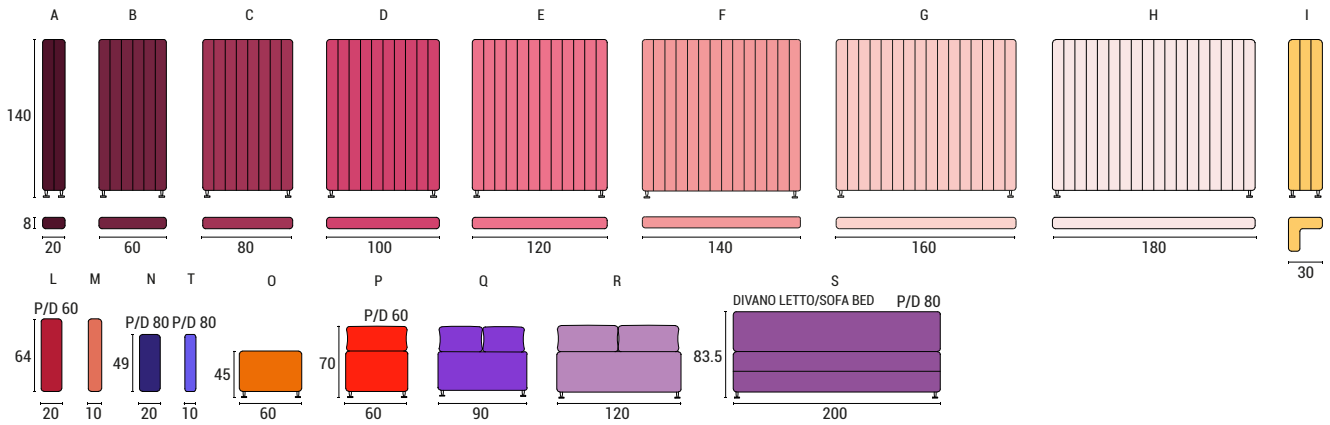 A B C D E F G H I
140
8
20 60 80 100 120 140 160 180
30
L M N T O P Q R S
P/D 60 P/D 80 P/D 80 P/D 60 DIVANO LETTO/SOFA BED P/D 80
64 49 45 70 83.5
20 10 20 10 60 60 90 120 200